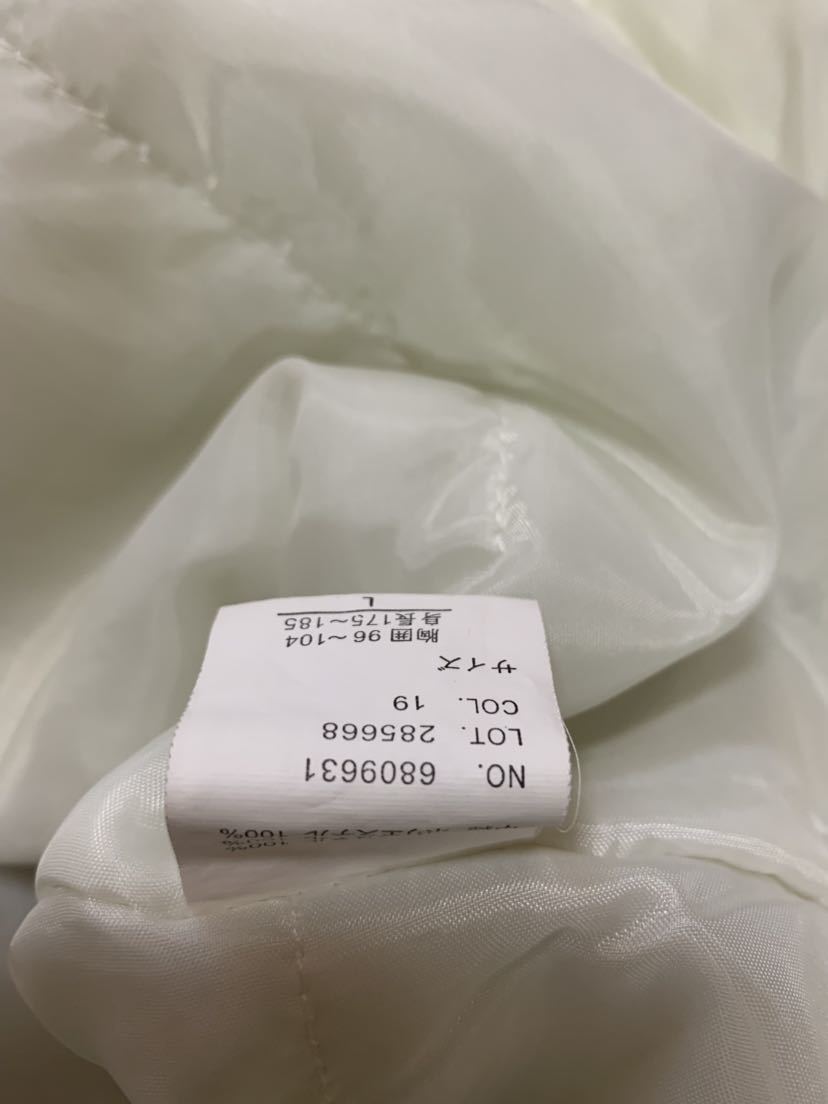 100%
ポリエステル 100%
NO. 6809631
LOT. 285668
COL. 19
サイズ
胸囲 96~104
身長175~185
L